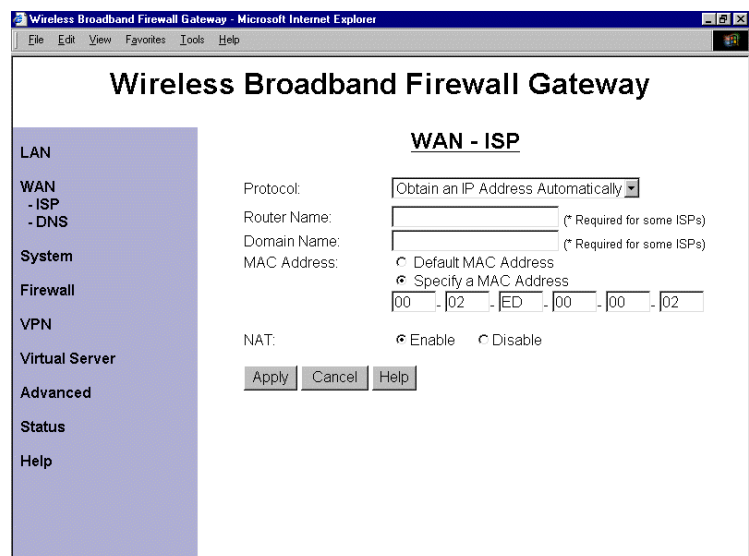 Wireless Broadband Firewall Gateway - Microsoft Internet Explorer
File Edit View Favorites Tools Help
Wireless Broadband Firewall Gateway
LAN
WAN
- ISP
- DNS
System
Firewall
VPN
Virtual Server
Advanced
Status
Help
WAN - ISP
Protocol: Obtain an IP Address Automatically
Router Name: (* Required for some ISPs)
Domain Name: (* Required for some ISPs)
MAC Address: Default MAC Address
Specify a MAC Address
00 - 02 - ED - 00 - 00 - 02
NAT: Enable Disable
Apply Cancel Help